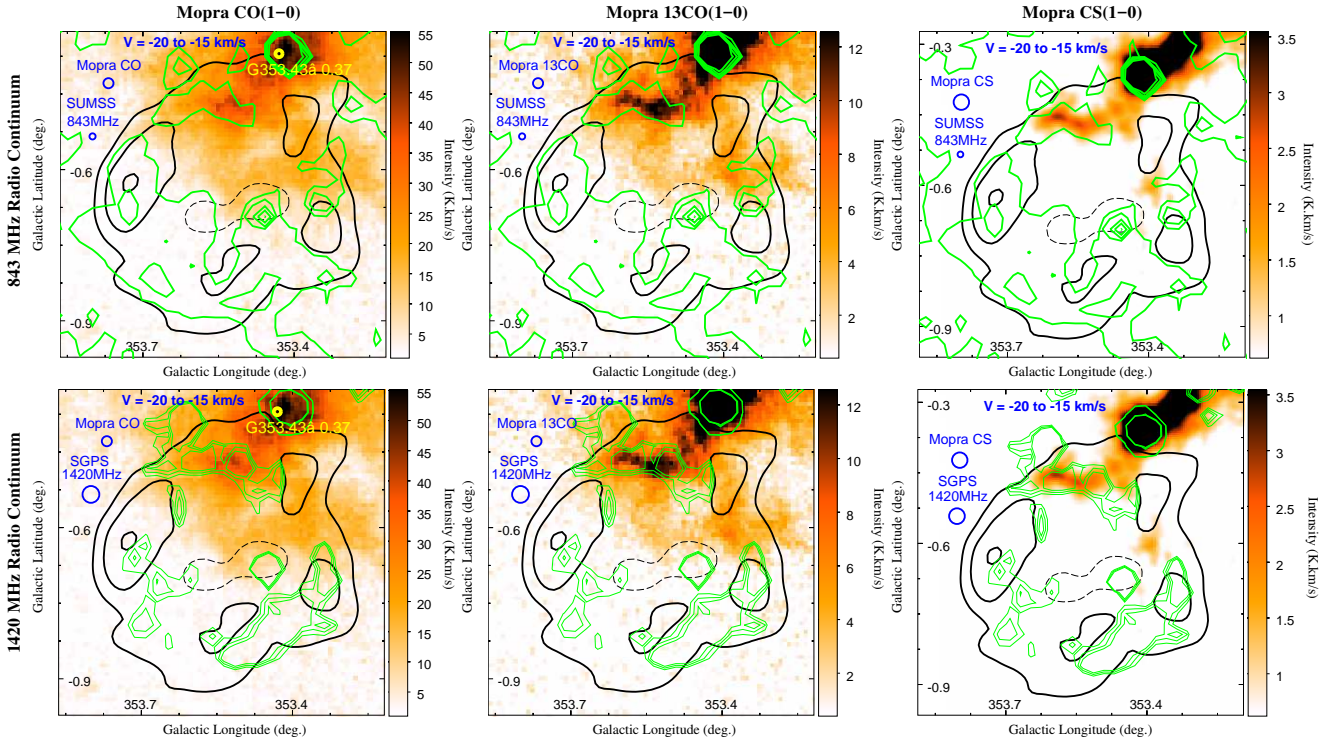 Mopra CO(1−0)
Mopra 13CO(1−0)
Mopra CS(1−0)
843 MHz Radio Continuum
V = -20 to -15 km/s
Mopra CO
SUMSS
843MHz
G353.43â 0.37
-0.6
-0.9
353.7
353.4
Galactic Latitude (deg.)
Galactic Longitude (deg.)
55
50
45
40
35
30
25
20
15
10
5
Intensity (K.km/s)
V = -20 to -15 km/s
Mopra 13CO
SUMSS
843MHz
-0.6
-0.9
353.7
353.4
Galactic Latitude (deg.)
Galactic Longitude (deg.)
12
10
8
6
4
2
Intensity (K.km/s)
-0.3
V = -20 to -15 km/s
Mopra CS
SUMSS
843MHz
-0.6
-0.9
353.7
353.4
Galactic Latitude (deg.)
Galactic Longitude (deg.)
3.5
3
2.5
2
1.5
1
Intensity (K.km/s)
1420 MHz Radio Continuum
V = -20 to -15 km/s
Mopra CO
SGPS
1420MHz
G353.43â 0.37
-0.6
-0.9
353.7
353.4
Galactic Latitude (deg.)
Galactic Longitude (deg.)
55
50
45
40
35
30
25
20
15
10
5
Intensity (K.km/s)
V = -20 to -15 km/s
Mopra 13CO
SGPS
1420MHz
-0.6
-0.9
353.7
353.4
Galactic Latitude (deg.)
Galactic Longitude (deg.)
12
10
8
6
4
2
Intensity (K.km/s)
-0.3
V = -20 to -15 km/s
Mopra CS
SGPS
1420MHz
-0.6
-0.9
353.7
353.4
Galactic Latitude (deg.)
Galactic Longitude (deg.)
3.5
3
2.5
2
1.5
1
Intensity (K.km/s)